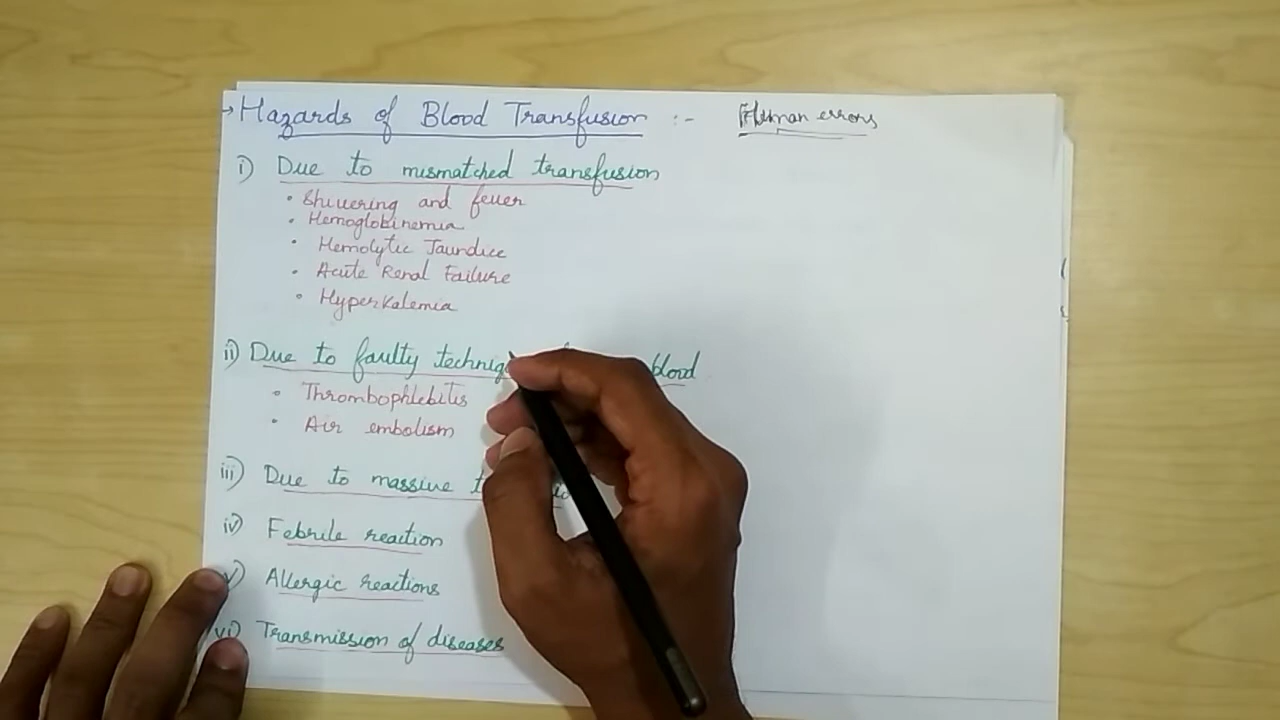 → Hazards of Blood Transfusion :- Human errors
i) Due to mismatched transfusion
• Shivering and fever
• Hemoglobinemia
• Hemolytic Jaundice
• Acute Renal Failure
• Hyperkalemia
ii) Due to faulty blood
• Thrombophlebitis
• Air embolism
iii) Due to massive
iv) Febrile reaction
v) Allergic reactions
vi) Transmission of diseases